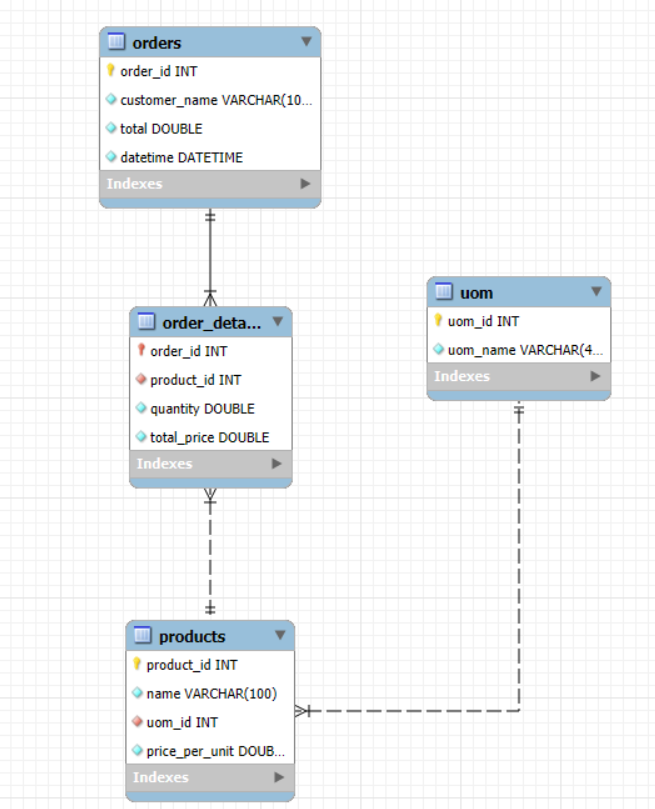 orders
order_id INT
customer_name VARCHAR(10...
total DOUBLE
datetime DATETIME
Indexes
order_deta...
order_id INT
product_id INT
quantity DOUBLE
total_price DOUBLE
Indexes
uom
uom_id INT
uom_name VARCHAR(4...
Indexes
products
product_id INT
name VARCHAR(100)
uom_id INT
price_per_unit DOUB...
Indexes